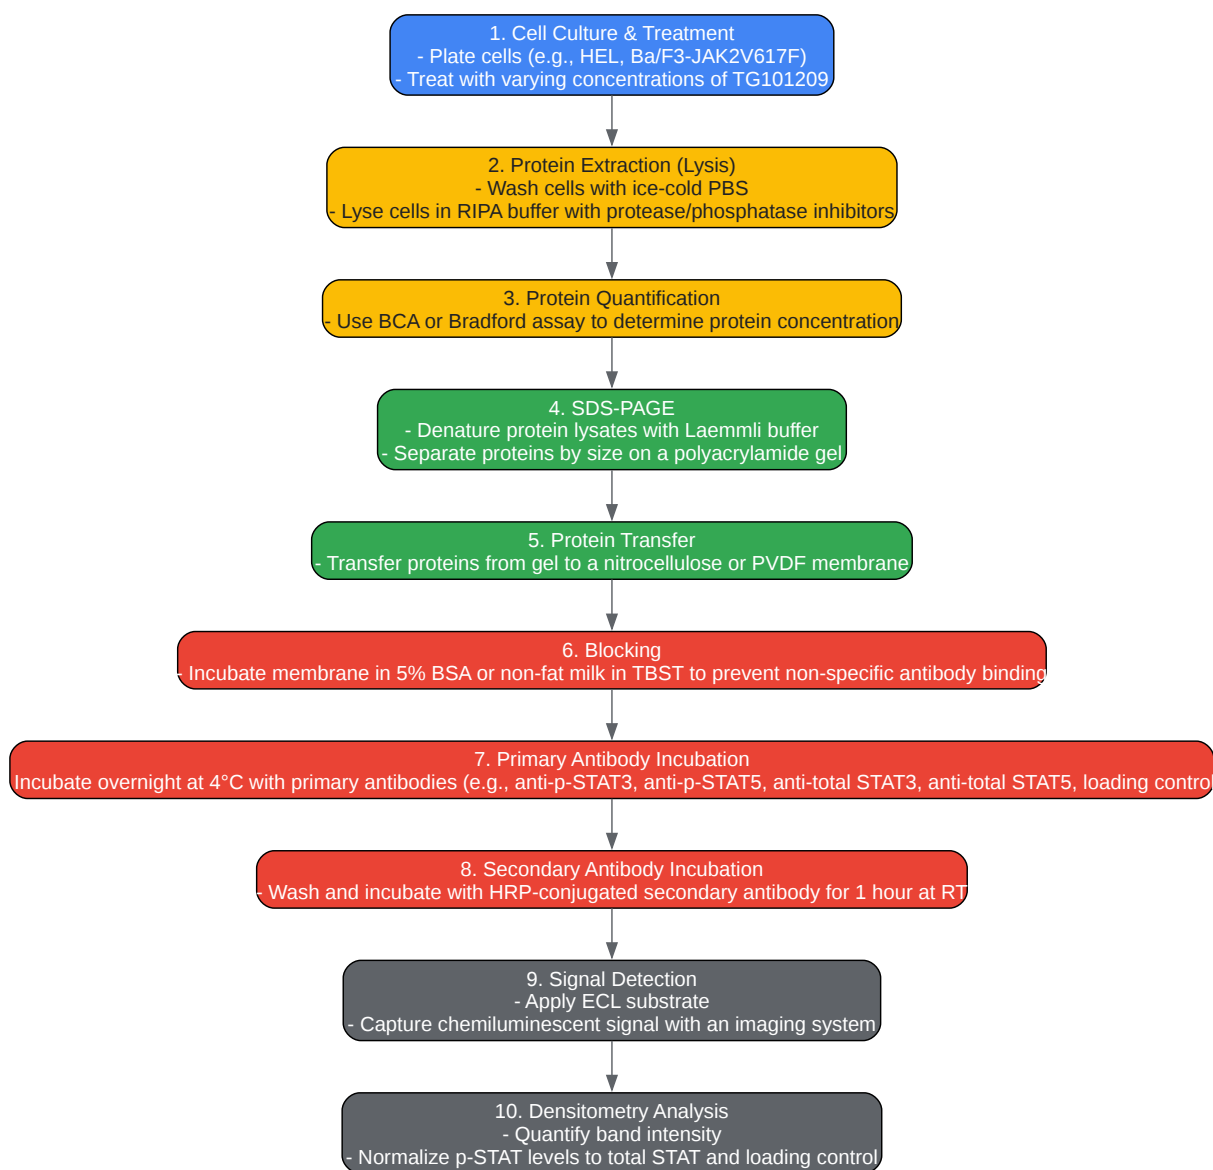 1. Cell Culture & Treatment
- Plate cells (e.g., HEL, Ba/F3-JAK2V617F)
- Treat with varying concentrations of TG101209
2. Protein Extraction (Lysis)
- Wash cells with ice-cold PBS
- Lyse cells in RIPA buffer with protease/phosphatase inhibitors
3. Protein Quantification
- Use BCA or Bradford assay to determine protein concentration
4. SDS-PAGE
- Denature protein lysates with Laemmli buffer
- Separate proteins by size on a polyacrylamide gel
5. Protein Transfer
- Transfer proteins from gel to a nitrocellulose or PVDF membrane
6. Blocking
- Incubate membrane in 5% BSA or non-fat milk in TBST to prevent non-specific antibody binding
7. Primary Antibody Incubation
Incubate overnight at 4°C with primary antibodies (e.g., anti-p-STAT3, anti-p-STAT5, anti-total STAT3, anti-total STAT5, loading control
8. Secondary Antibody Incubation
- Wash and incubate with HRP-conjugated secondary antibody for 1 hour at RT
9. Signal Detection
- Apply ECL substrate
- Capture chemiluminescent signal with an imaging system
10. Densitometry Analysis
- Quantify band intensity
- Normalize p-STAT levels to total STAT and loading control